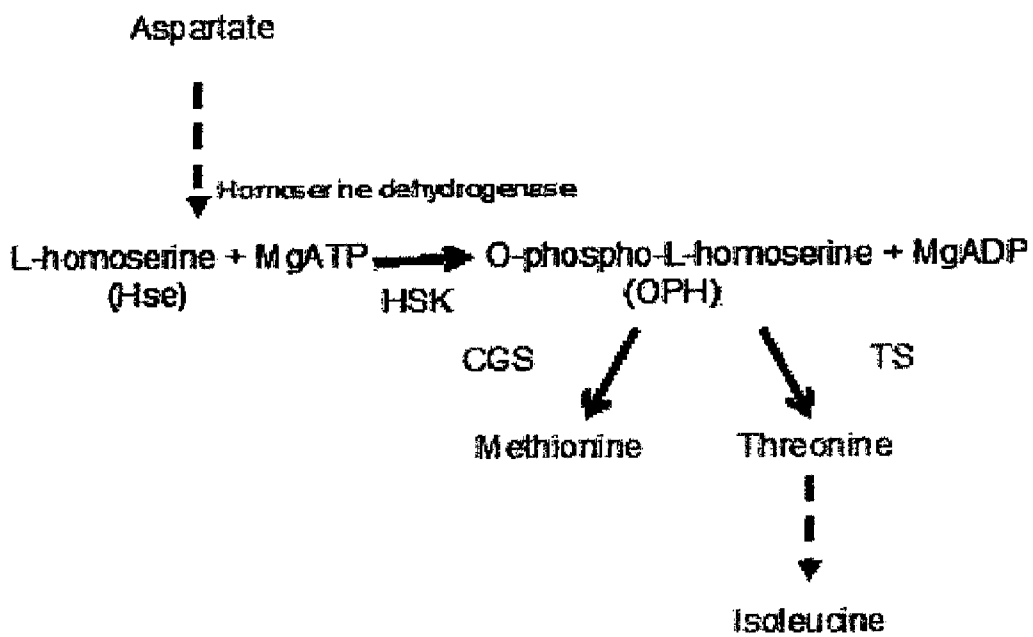 Aspartate
Homoserine dehydrogenase
L-homoserine + MgATP O-phospho-L-homoserine + MgADP
(Hse) HSK (OPH)
CGS TS
Methionine Threonine
Isoleucine